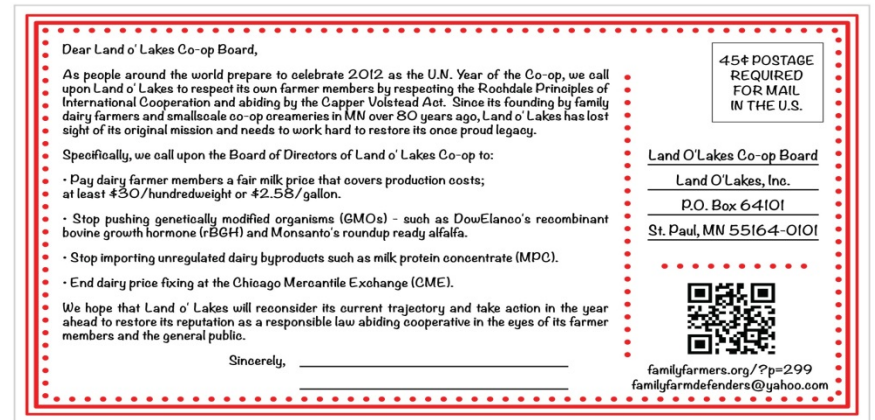 Dear Land o' Lakes Co-op Board,
As people around the world prepare to celebrate 2012 as the U.N. Year of the Co-op, we call
upon Land o' Lakes to respect its own farmer members by respecting the Rochdale Principles of
International Cooperation and abiding by the Capper Volstead Act. Since its founding by family
dairy farmers and smallscale co-op creameries in MN over 80 years ago, Land o' Lakes has lost
sight of its original mission and needs to work hard to restore its once proud legacy.
Specifically, we call upon the Board of Directors of Land o' Lakes Co-op to:
• Pay dairy farmer members a fair milk price that covers production costs;
at least $30/hundredweight or $2.58/gallon.
• Stop pushing genetically modified organisms (GMOs) - such as DowElanco's recombinant
bovine growth hormone (rBGH) and Monsanto's roundup ready alfalfa.
• Stop importing unregulated dairy byproducts such as milk protein concentrate (MPC).
• End dairy price fixing at the Chicago Mercantile Exchange (CME).
We hope that Land o' Lakes will reconsider its current trajectory and take action in the year
ahead to restore its reputation as a responsible law abiding cooperative in the eyes of its farmer
members and the general public.
Sincerely,
45¢ POSTAGE
REQUIRED
FOR MAIL
IN THE U.S.
Land O'Lakes Co-op Board
Land O'Lakes, Inc.
P.O. Box 64101
St. Paul, MN 55164-0101
familyfarmers.org/?p=299
familyfarmdefenders@yahoo.com